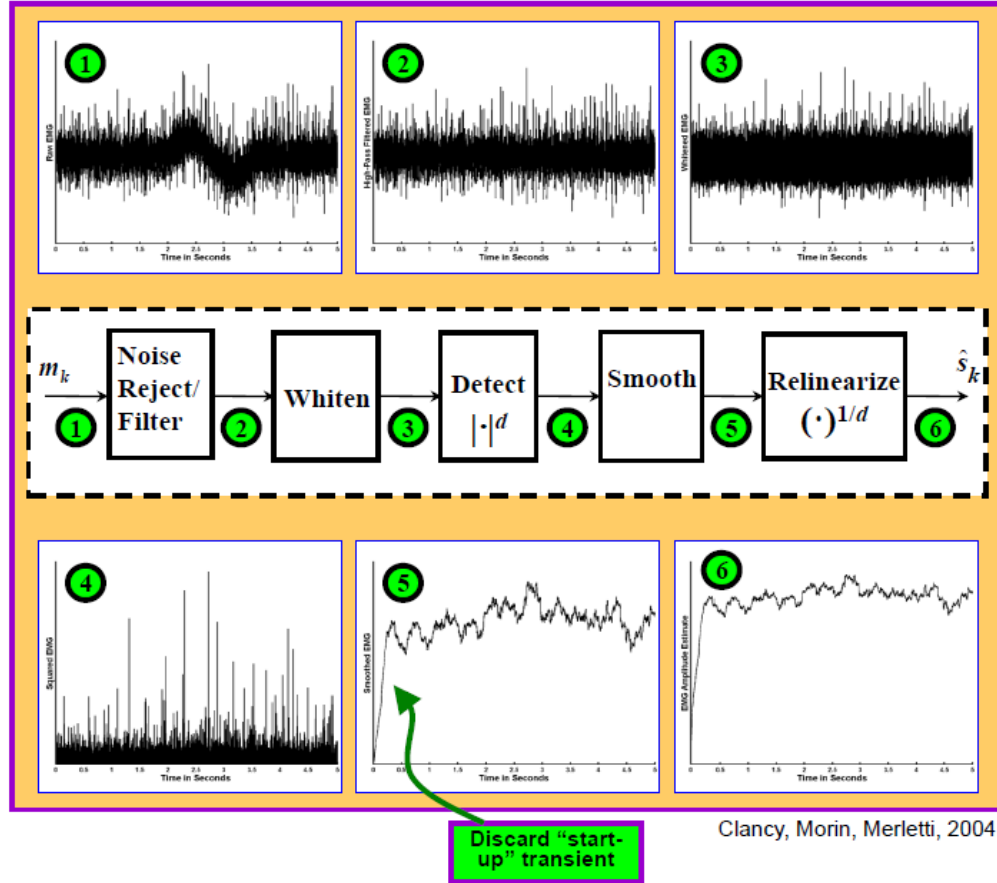 1
2
3
Raw EMG
High-Pass Filtered EMG
Whitened EMG
0 0.5 1 1.5 2 2.5 3 3.5 4 4.5 5
Time in Seconds
0 0.5 1 1.5 2 2.5 3 3.5 4 4.5 5
Time in Seconds
0 0.5 1 1.5 2 2.5 3 3.5 4 4.5 5
Time in Seconds
m_k
Noise
Reject/
Filter
Whiten
Detect
|·|^d
Smooth
Relinearize
(·)^{1/d}
ŝ_k
1
2
3
4
5
6
4
5
6
Squared EMG
Smoothed EMG
EMG Amplitude Estimate
0 0.5 1 1.5 2 2.5 3 3.5 4 4.5 5
Time in Seconds
0 0.5 1 1.5 2 2.5 3 3.5 4 4.5 5
Time in Seconds
0 0.5 1 1.5 2 2.5 3 3.5 4 4.5 5
Time in Seconds
Discard “start-
up” transient
Clancy, Morin, Merletti, 2004